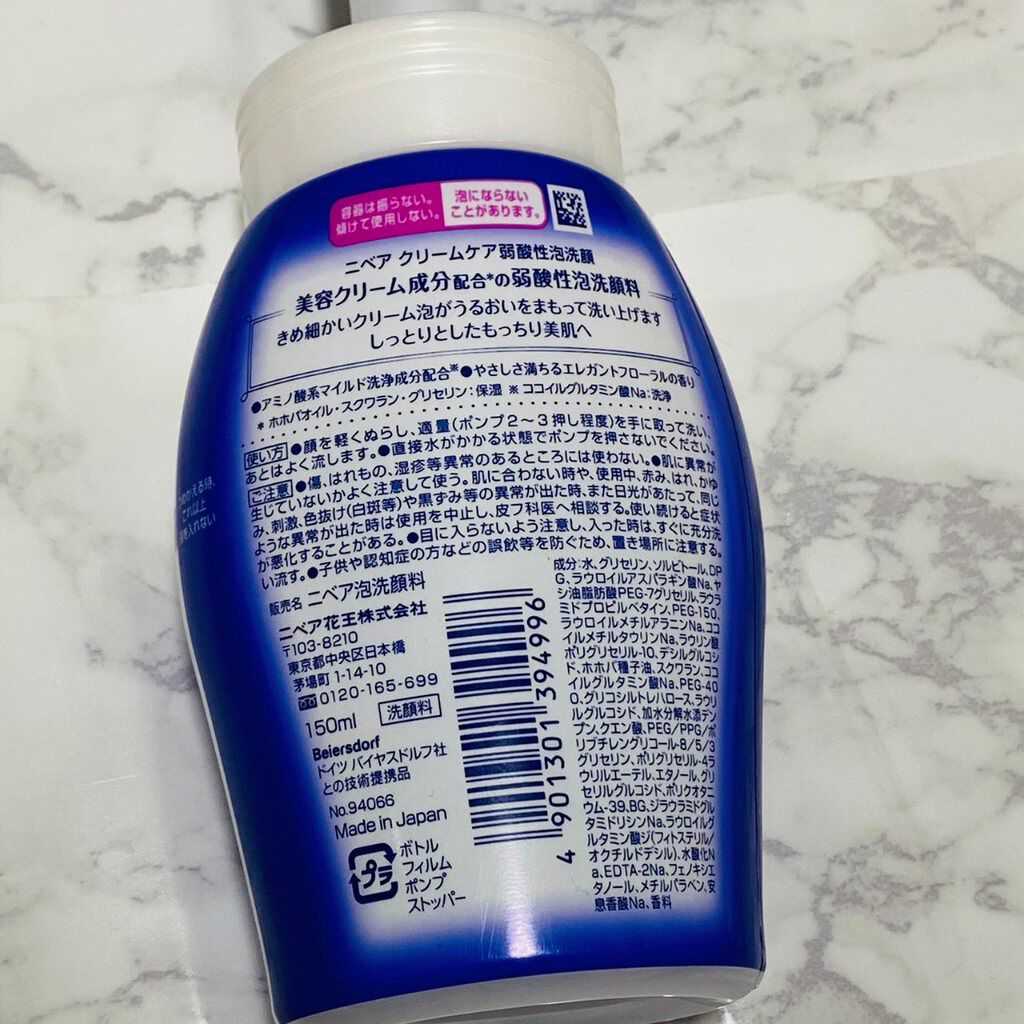 容器は振らない。
傾けて使用しない。
泡にならない
ことがあります。
ニベア クリームケア弱酸性泡洗顔
美容クリーム成分配合*の弱酸性泡洗顔料
きめ細かいクリーム泡がうるおいをまもって洗い上げます
しっとりとしたもっちり美肌へ
●アミノ酸系マイルド洗浄成分配合※●やさしさ満ちるエレガントフローラルの香り
* ホホバオイル・スクワラン・グリセリン:保湿 ※ ココイルグルタミン酸Na:洗浄
使い方 ●顔を軽くぬらし、適量(ポンプ2〜3押し程度)を手に取って洗い、
あとはよく流します。●直接水がかかる状態でポンプを押さないでください。
ご注意 ●傷、はれもの、湿疹等異常のあるところには使わない。●肌に異常が
生じていないかよく注意して使う。肌に合わない時や、使用中、赤み、はれ、かゆ
み、刺激、色抜け(白斑等)や黒ずみ等の異常が出た時、また日光があたって、同じ
ような異常が出た時は使用を中止し、皮フ科医へ相談する。使い続けると症状
が悪化することがある。●目に入らないよう注意し、入った時は、すぐに充分洗
い流す。●子供や認知症の方などの誤飲等を防ぐため、置き場所に注意する。
かえる時、
これ以上
を入れない
販売名 ニベア泡洗顔料
ニベア花王株式会社
〒103-8210
東京都中央区日本橋
茅場町1-14-10
0120-165-699
150ml 洗顔料
Beiersdorf
ドイツ バイヤスドルフ社
との技術提携品
No.94066
Made in Japan
プラ
ボトル
フィルム
ポンプ
ストッパー
4 901301 394996
成分:水、グリセリン、ソルビトール、DP
G、ラウロイルアスパラギン酸Na、ヤ
シ油脂肪酸PEG-7グリセリル、ラウラ
ミドプロピルベタイン、PEG-150、
ラウロイルメチルアラニンNa、ココ
イルメチルタウリンNa、ラウリン酸
ポリグリセリル-10、デシルグルコシ
ド、ホホバ種子油、スクワラン、ココ
イルグルタミン酸Na、PEG-40
0、グリコシルトレハロース、ラウリ
ルグルコシド、加水分解水添デン
プン、クエン酸、PEG/PPG/ポ
リブチレングリコール-8/5/3
グリセリン、ポリグリセリル-4ラ
ウリルエーテル、エタノール、グリ
セリルグルコシド、ポリクオタニ
ウム-39、BG、ジラウラミドグル
タミドリシンNa、ラウロイルグ
ルタミン酸ジ(フィトステリル/
オクチルドデシル)、水酸化N
a、EDTA-2Na、フェノキシエ
タノール、メチルパラベン、安
息香酸Na、香料